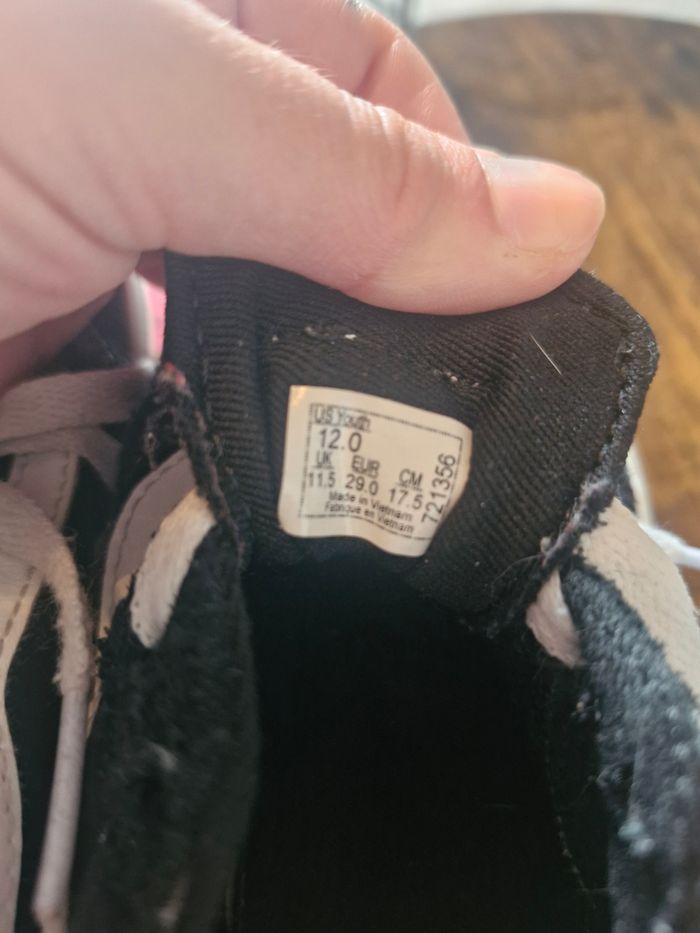 US Youth
12.0
UK EUR CM
11.5 29.0 17.5
Made in Vietnam
Fabriqué en Vietnam
721356